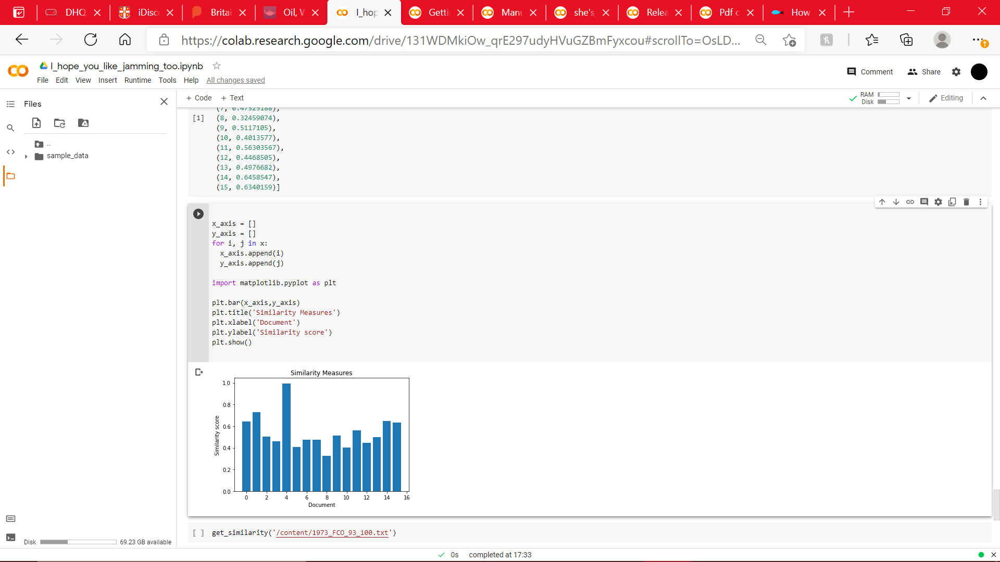 DHQ iDisc Britai Oil, W I_hop Getti Manu she's Relea Pdf c How
https://colab.research.google.com/drive/131WDMkiOw_qrE297udyHVuGZBmFyxcou#scrollTo=OsLD...
I_hope_you_like_jamming_too.ipynb
File Edit View Insert Runtime Tools Help All changes saved
Comment Share
Files
+ Code + Text
RAM
Disk
Editing
..
sample_data
(7, 0.47525188),
[1] (8, 0.32459074),
(9, 0.5117105),
(10, 0.4013577),
(11, 0.56303567),
(12, 0.4468505),
(13, 0.4976682),
(14, 0.6458547),
(15, 0.6340159)]
x_axis = []
y_axis = []
for i, j in x:
x_axis.append(i)
y_axis.append(j)
import matplotlib.pyplot as plt
plt.bar(x_axis,y_axis)
plt.title('Similarity Measures')
plt.xlabel('Document')
plt.ylabel('Similarity score')
plt.show()
Similarity Measures
1.0
0.8
0.6
0.4
0.2
0.0
Similarity score
0 2 4 6 8 10 12 14 16
Document
[ ] get_similarity('/content/1973_FCO_93_100.txt')
Disk 69.23 GB available
0s completed at 17:33